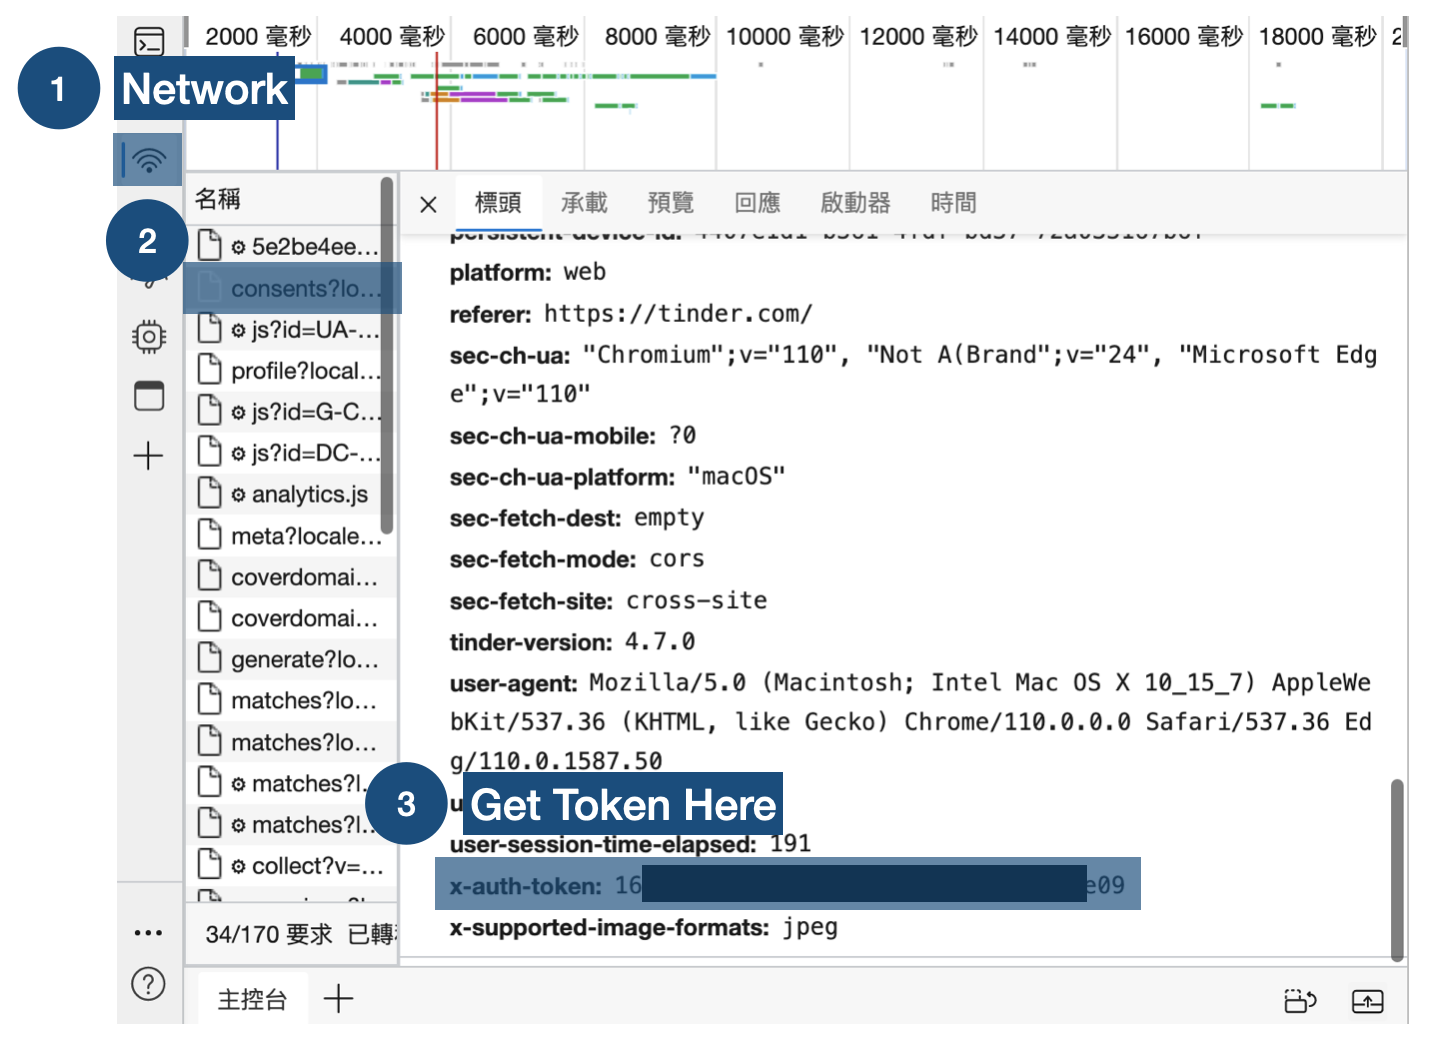 2000 毫秒 4000 毫秒 6000 毫秒 8000 毫秒 10000 毫秒 12000 毫秒 14000 毫秒 16000 毫秒 18000 毫秒 2
1 Network
2
名稱
5e2be4ee...
consents?lo...
js?id=UA-...
profile?local...
js?id=G-C...
js?id=DC-...
analytics.js
meta?locale...
coverdomai...
coverdomai...
generate?lo...
matches?lo...
matches?lo...
matches?l...
matches?l...
collect?v=...
34/170 要求 已轉
標頭 承載 預覽 回應 啟動器 時間
persistent-device-id:
platform: web
referer: https://tinder.com/
sec-ch-ua: "Chromium";v="110", "Not A(Brand";v="24", "Microsoft Edg
e";v="110"
sec-ch-ua-mobile: ?0
sec-ch-ua-platform: "macOS"
sec-fetch-dest: empty
sec-fetch-mode: cors
sec-fetch-site: cross-site
tinder-version: 4.7.0
user-agent: Mozilla/5.0 (Macintosh; Intel Mac OS X 10_15_7) AppleWe
bKit/537.36 (KHTML, like Gecko) Chrome/110.0.0.0 Safari/537.36 Ed
g/110.0.1587.50
3 Get Token Here
user-session-time-elapsed: 191
x-auth-token: 16 e09
x-supported-image-formats: jpeg
主控台